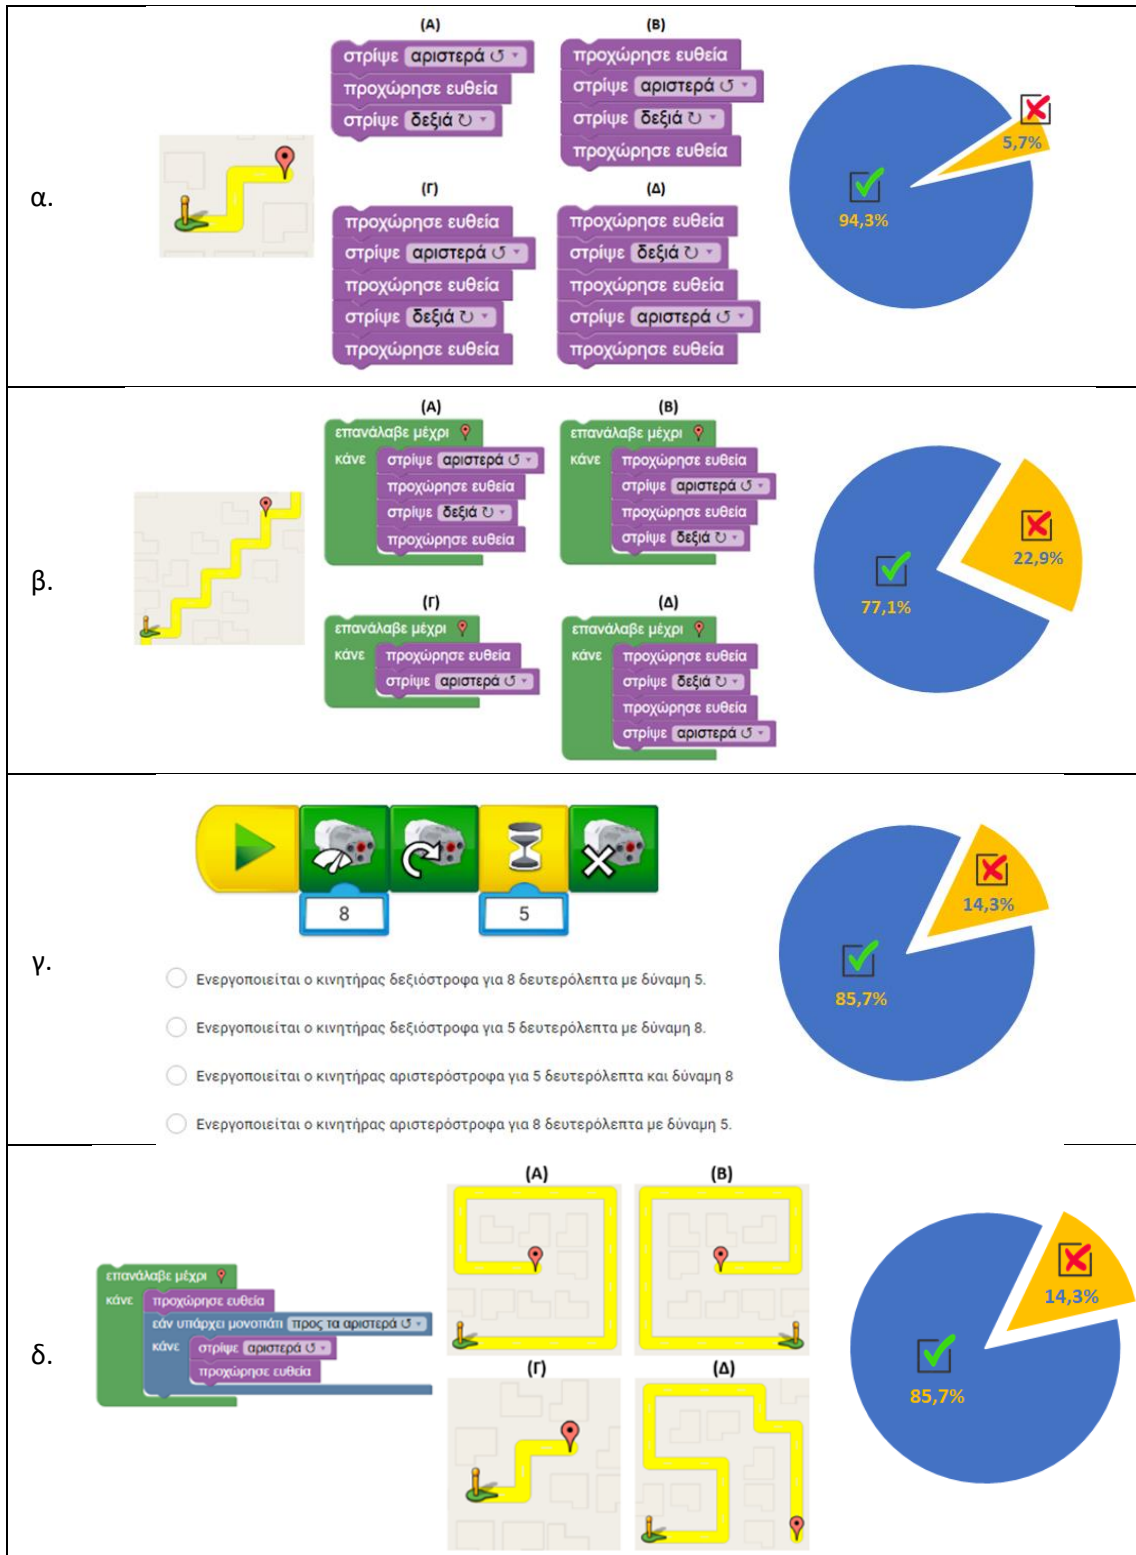 α.
(Α)
στρίψε αριστερά ↺
προχώρησε ευθεία
στρίψε δεξιά ↻
(Β)
προχώρησε ευθεία
στρίψε αριστερά ↺
στρίψε δεξιά ↻
προχώρησε ευθεία
(Γ)
προχώρησε ευθεία
στρίψε αριστερά ↺
προχώρησε ευθεία
στρίψε δεξιά ↻
προχώρησε ευθεία
(Δ)
προχώρησε ευθεία
στρίψε δεξιά ↻
προχώρησε ευθεία
στρίψε αριστερά ↺
προχώρησε ευθεία
5,7%
94,3%
β.
(Α)
επανάλαβε μέχρι
κάνε στρίψε αριστερά ↺
προχώρησε ευθεία
στρίψε δεξιά ↻
προχώρησε ευθεία
(Β)
επανάλαβε μέχρι
κάνε προχώρησε ευθεία
στρίψε αριστερά ↺
προχώρησε ευθεία
στρίψε δεξιά ↻
(Γ)
επανάλαβε μέχρι
κάνε προχώρησε ευθεία
στρίψε αριστερά ↺
(Δ)
επανάλαβε μέχρι
κάνε προχώρησε ευθεία
στρίψε δεξιά ↻
προχώρησε ευθεία
στρίψε αριστερά ↺
22,9%
77,1%
γ.
8 5
Ενεργοποιείται ο κινητήρας δεξιόστροφα για 8 δευτερόλεπτα με δύναμη 5.
Ενεργοποιείται ο κινητήρας δεξιόστροφα για 5 δευτερόλεπτα με δύναμη 8.
Ενεργοποιείται ο κινητήρας αριστερόστροφα για 5 δευτερόλεπτα και δύναμη 8
Ενεργοποιείται ο κινητήρας αριστερόστροφα για 8 δευτερόλεπτα με δύναμη 5.
14,3%
85,7%
δ.
επανάλαβε μέχρι
κάνε προχώρησε ευθεία
εάν υπάρχει μονοπάτι προς τα αριστερά ↺
κάνε στρίψε αριστερά ↺
προχώρησε ευθεία
(Α)
(Β)
(Γ)
(Δ)
14,3%
85,7%